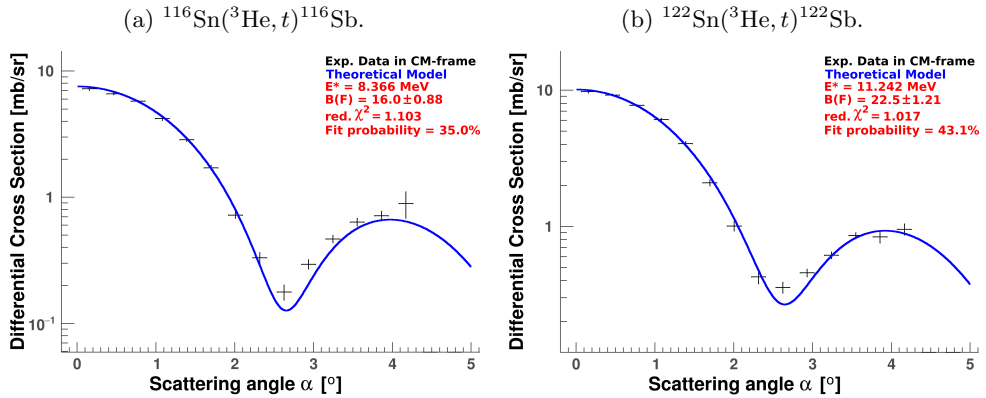 (a) ¹¹⁶Sn(³He, t)¹¹⁶Sb.
Differential Cross Section [mb/sr]
10
1
10⁻¹
Exp. Data in CM-frame
Theoretical Model
E* = 8.366 MeV
B(F) = 16.0±0.88
red. χ² = 1.103
Fit probability = 35.0%
0 1 2 3 4 5
Scattering angle α [°]
(b) ¹²²Sn(³He, t)¹²²Sb.
Differential Cross Section [mb/sr]
10
1
Exp. Data in CM-frame
Theoretical Model
E* = 11.242 MeV
B(F) = 22.5±1.21
red. χ² = 1.017
Fit probability = 43.1%
0 1 2 3 4 5
Scattering angle α [°]